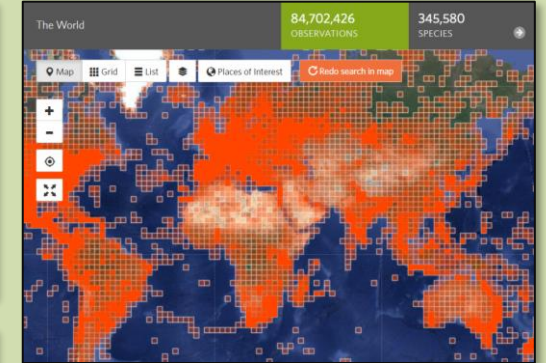 The World
84,702,426
OBSERVATIONS
345,580
SPECIES
Map
Grid
List
Places of Interest
Redo search in map
+
-